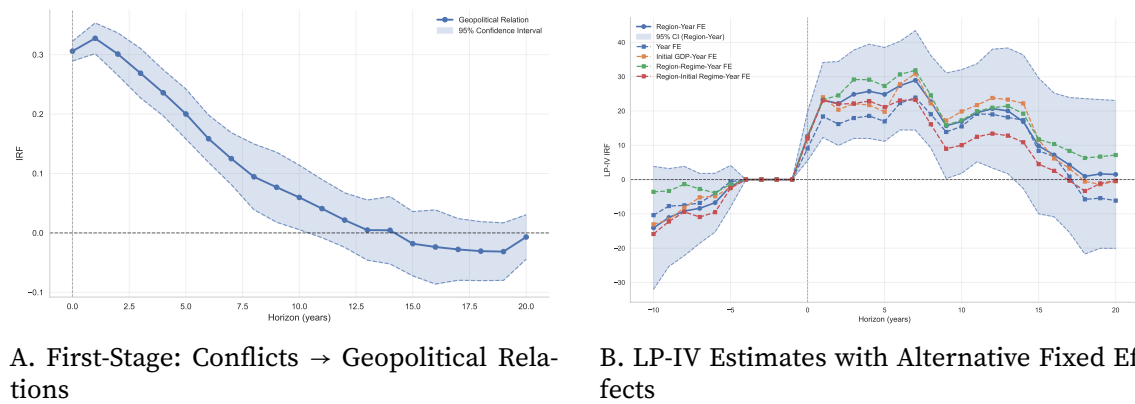 Geopolitical Relation
95% Confidence Interval
0.3
0.2
0.1
0.0
−0.1
IRF
0.0
2.5
5.0
7.5
10.0
12.5
15.0
17.5
20.0
Horizon (years)
A. First-Stage: Conflicts → Geopolitical Rela-
tions
Region-Year FE
95% CI (Region-Year)
Year FE
Initial GDP-Year FE
Region-Regime-Year FE
Region-Initial Regime-Year FE
40
30
20
10
0
−10
−20
−30
LP-IV IRF
−10
−5
0
5
10
15
20
Horizon (years)
B. LP-IV Estimates with Alternative Fixed Ef
fects